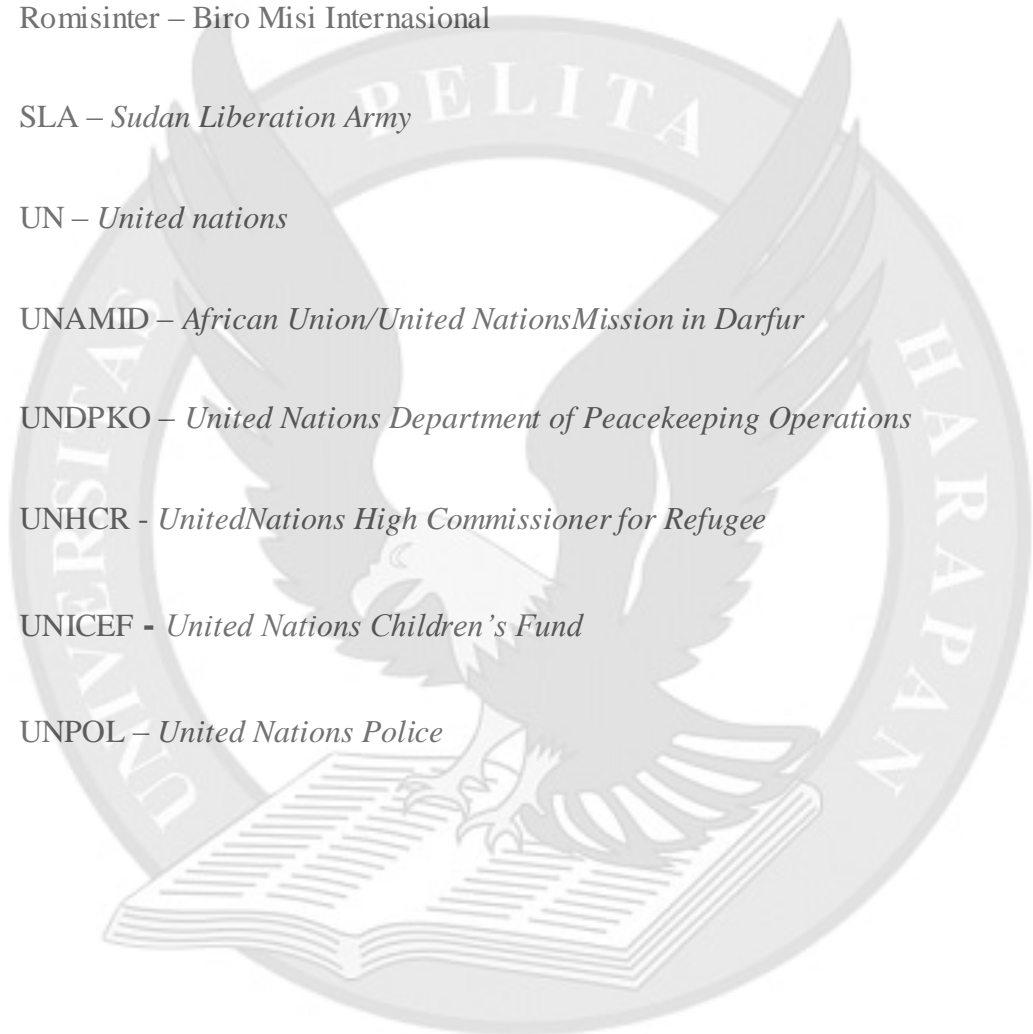 Romisinter – Biro Misi Internasional
SLA – Sudan Liberation Army
UN – United nations
UNAMID – African Union/United NationsMission in Darfur
UNDPKO – United Nations Department of Peacekeeping Operations
UNHCR - UnitedNations High Commissioner for Refugee
UNICEF - United Nations Children’s Fund
UNPOL – United Nations Police
UNIVERSITAS PELITA HARAPAN